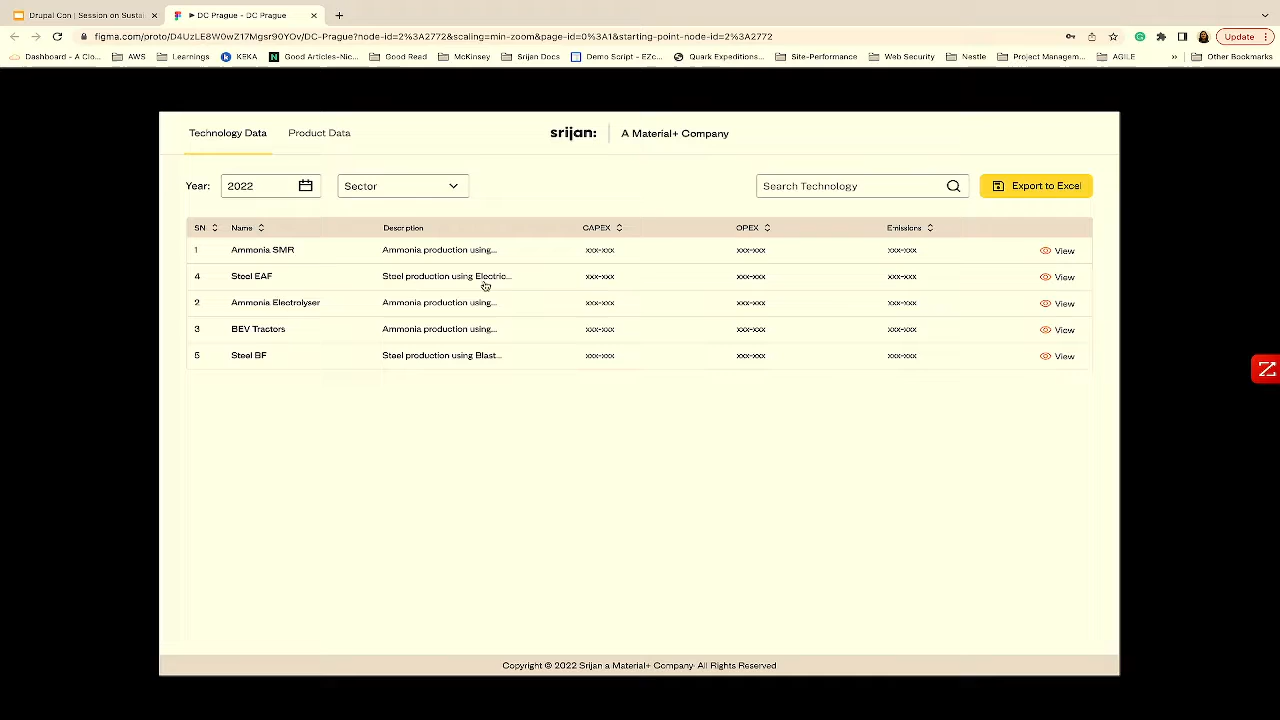 Drupal Con | Session on Susta
DC Prague - DC Prague
figma.com/proto/D4UzLE8W0wZ17Mgsr90YOv/DC-Prague?node-id=2%3A2772&scaling=min-zoom&page-id=0%3A1&starting-point-node-id=2%3A2772
Update
Dashboard - A Clo... AWS Learnings KEKA Good Articles-Nic... Good Read McKinsey Srijan Docs Demo Script - EZc... Quark Expeditions... Site-Performance Web Security Nestle Project Managem... AGILE » Other Bookmarks
Technology Data Product Data srijan: A Material+ Company
Year: 2022 Sector Search Technology Export to Excel
SN Name Description CAPEX OPEX Emissions
1 Ammonia SMR Ammonia production using... xxx-xxx xxx-xxx xxx-xxx View
4 Steel EAF Steel production using Electric... xxx-xxx xxx-xxx xxx-xxx View
2 Ammonia Electrolyser Ammonia production using... xxx-xxx xxx-xxx xxx-xxx View
3 BEV Tractors Ammonia production using... xxx-xxx xxx-xxx xxx-xxx View
5 Steel BF Steel production using Blast... xxx-xxx xxx-xxx xxx-xxx View
Copyright © 2022 Srijan a Material+ Company· All Rights Reserved